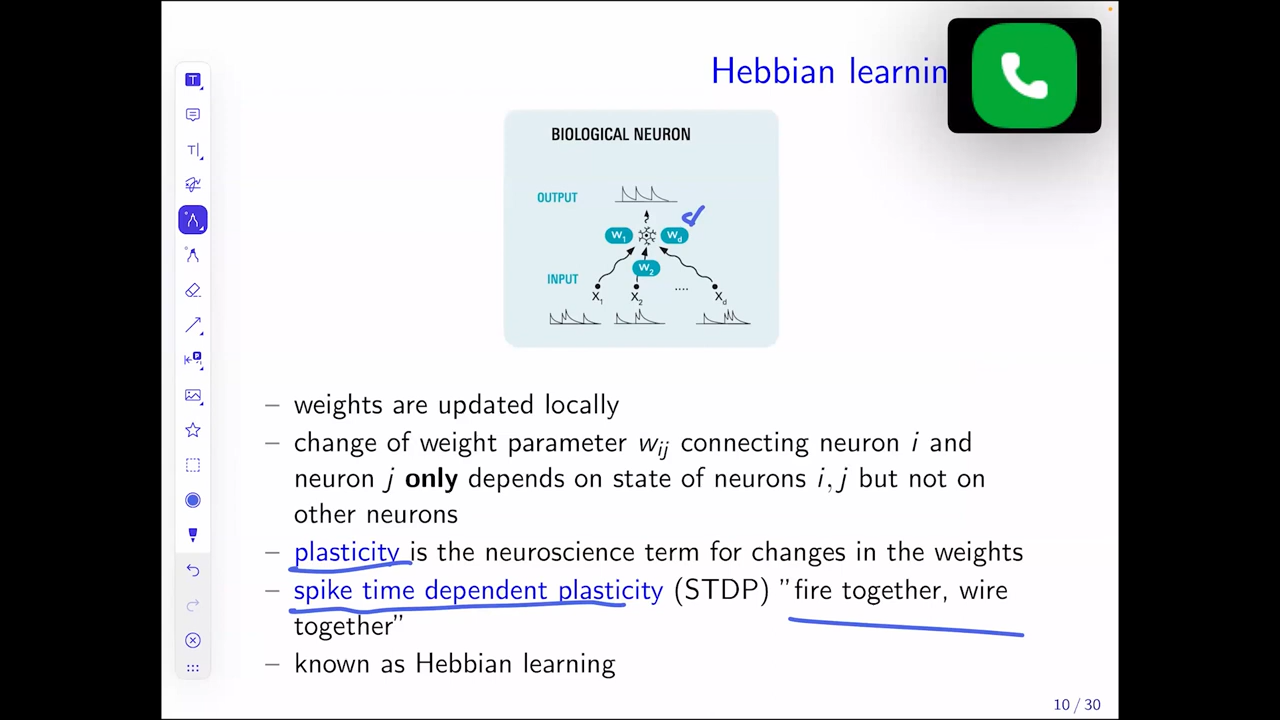 Hebbian learnin
BIOLOGICAL NEURON
OUTPUT
w1 wd
w2
INPUT
x1 x2 .... xd
– weights are updated locally
– change of weight parameter wij connecting neuron i and
neuron j only depends on state of neurons i, j but not on
other neurons
– plasticity is the neuroscience term for changes in the weights
– spike time dependent plasticity (STDP) ”fire together, wire
together”
– known as Hebbian learning
10 / 30